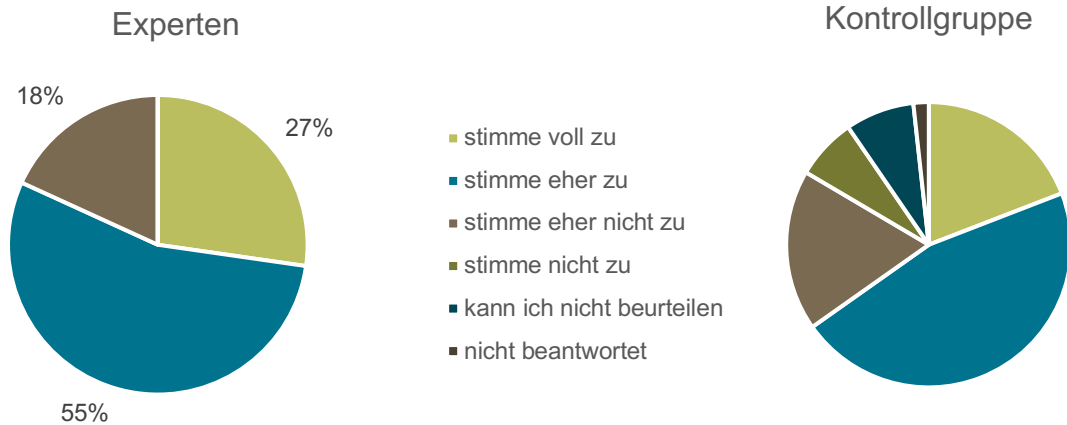 Experten
Kontrollgruppe
18%
27%
55%
stimme voll zu
stimme eher zu
stimme eher nicht zu
stimme nicht zu
kann ich nicht beurteilen
nicht beantwortet